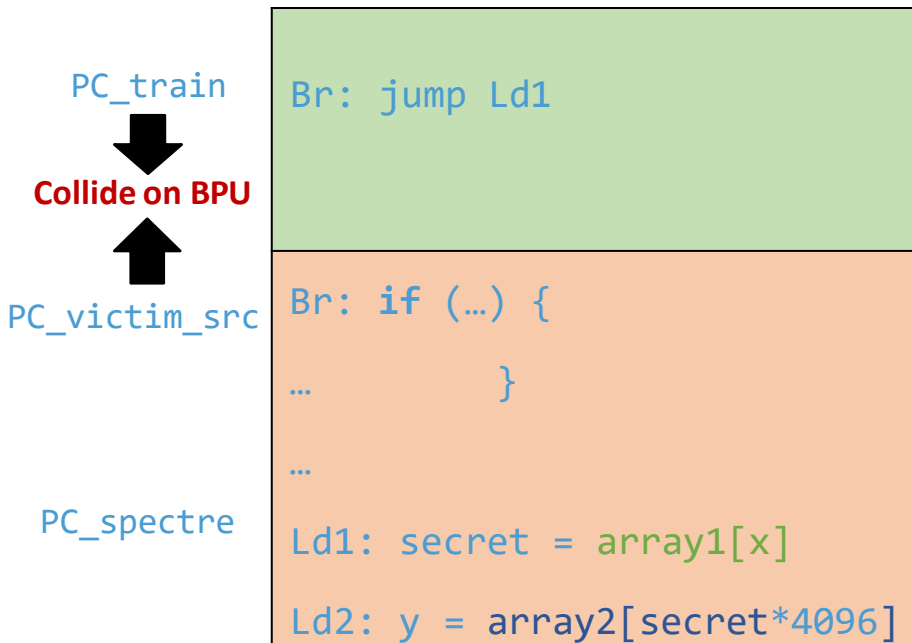 PC_train
Br: jump Ld1
Collide on BPU
PC_victim_src
Br: if (…) {
… }
…
PC_spectre
Ld1: secret = array1[x]
Ld2: y = array2[secret*4096]